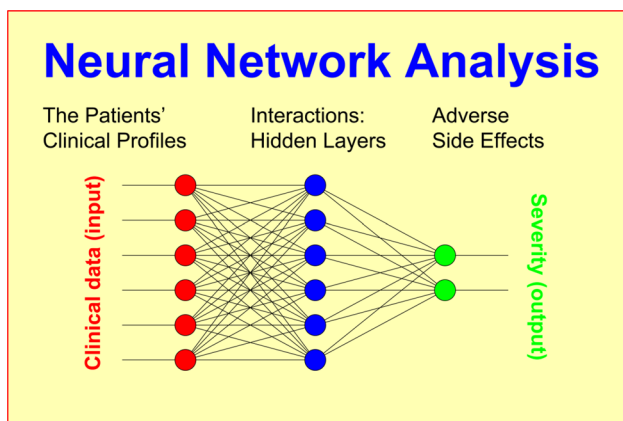 Neural Network Analysis
The Patients’
Clinical Profiles
Interactions:
Hidden Layers
Adverse
Side Effects
Clinical data (input)
Severity (output)